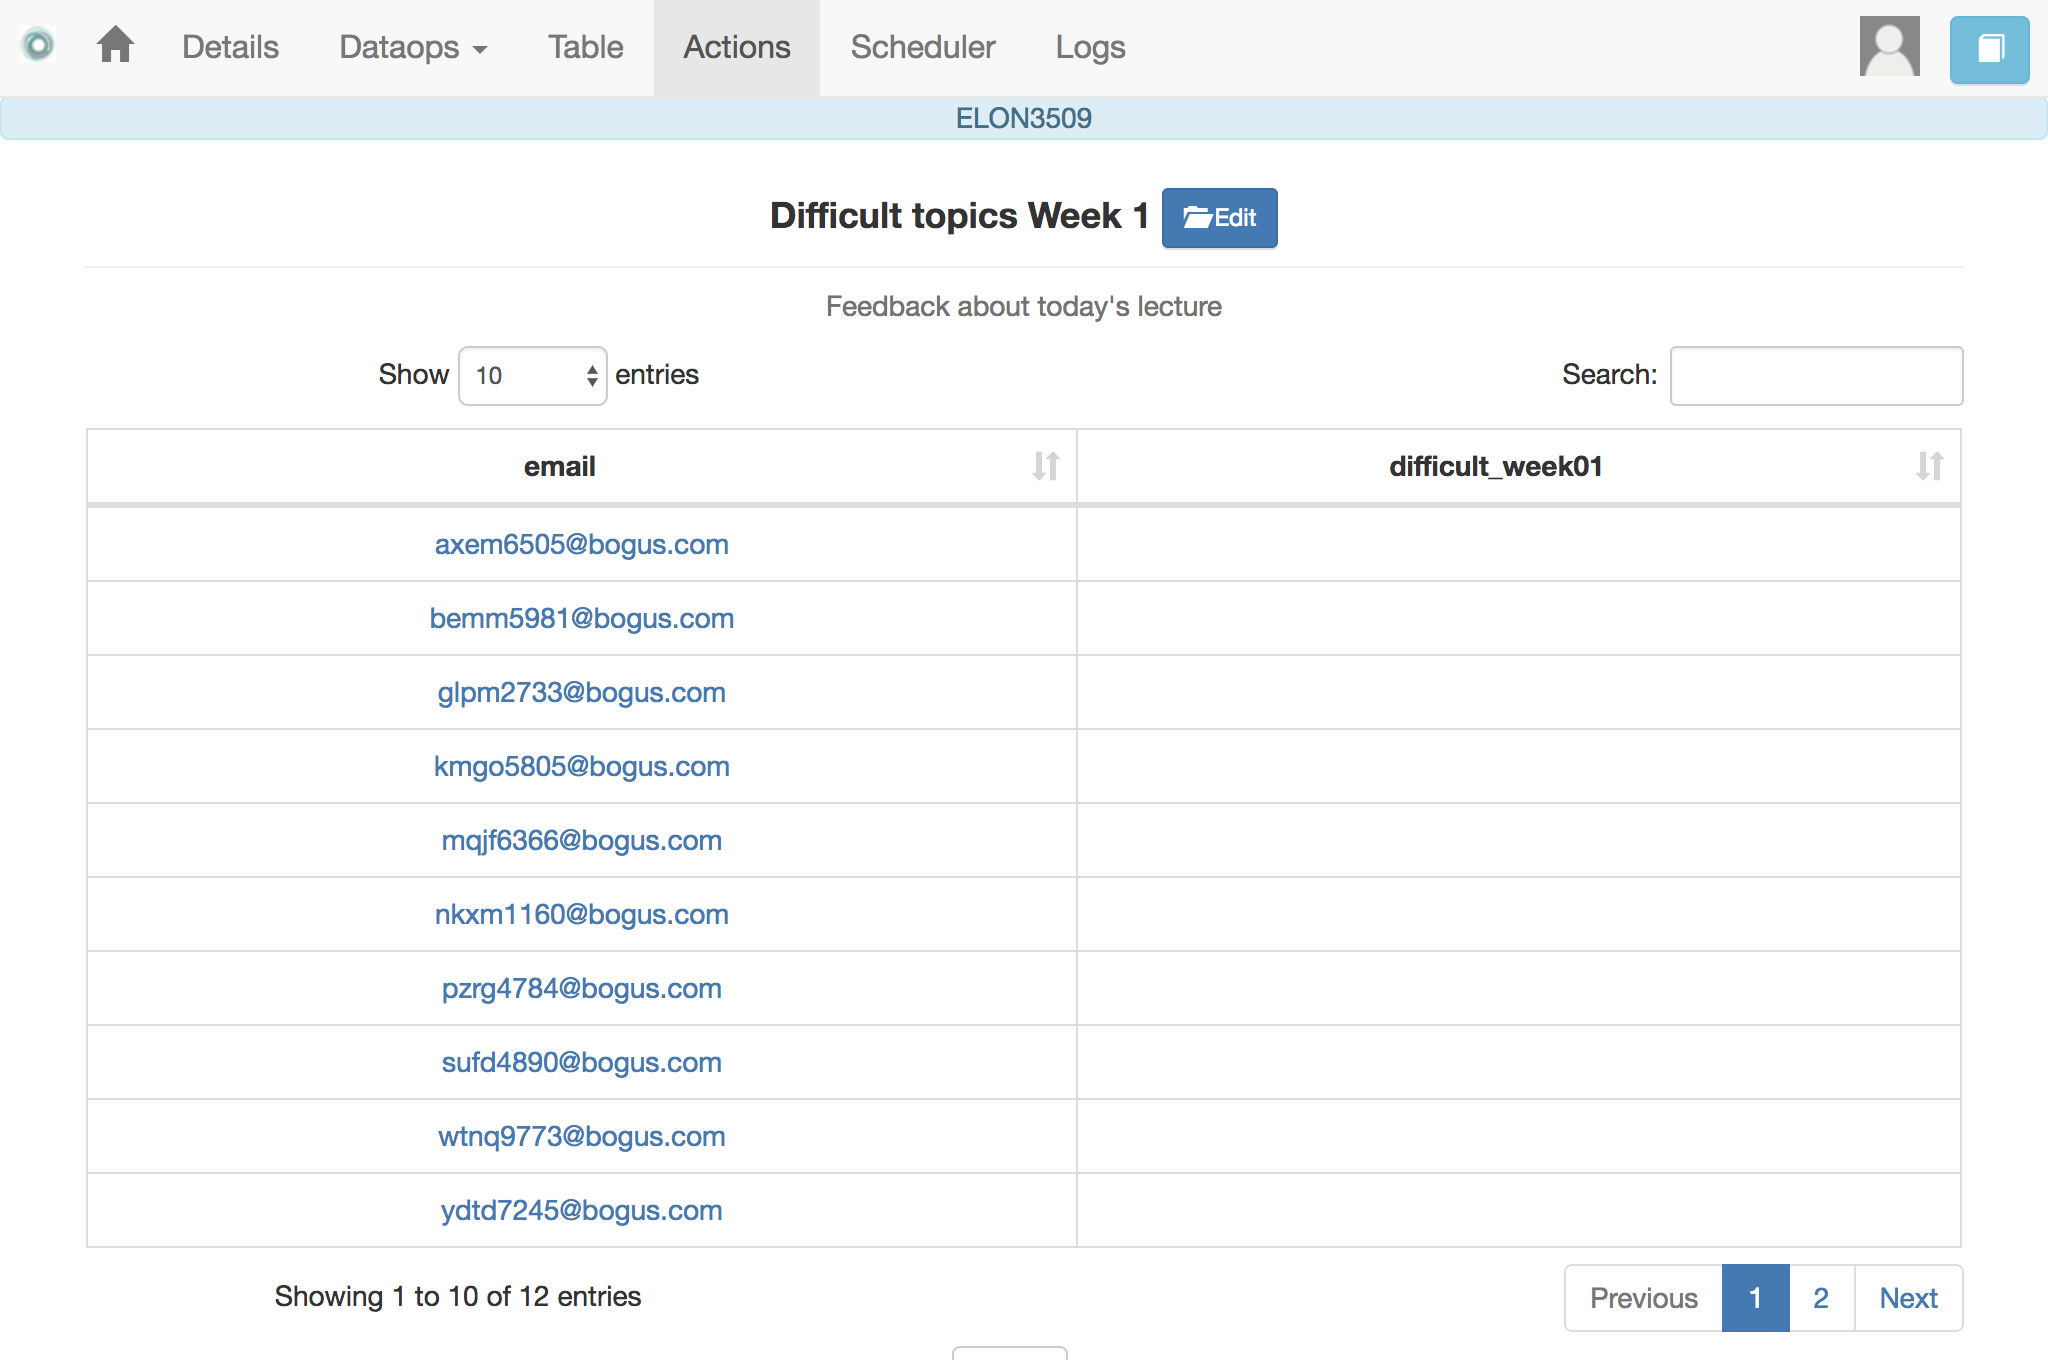 Details Dataops Table Actions Scheduler Logs
ELON3509
Difficult topics Week 1 Edit
Feedback about today's lecture
Show 10 entries Search:
email difficult_week01
axem6505@bogus.com
bemm5981@bogus.com
glpm2733@bogus.com
kmgo5805@bogus.com
mqjf6366@bogus.com
nkxm1160@bogus.com
pzrg4784@bogus.com
sufd4890@bogus.com
wtnq9773@bogus.com
ydtd7245@bogus.com
Showing 1 to 10 of 12 entries Previous 1 2 Next